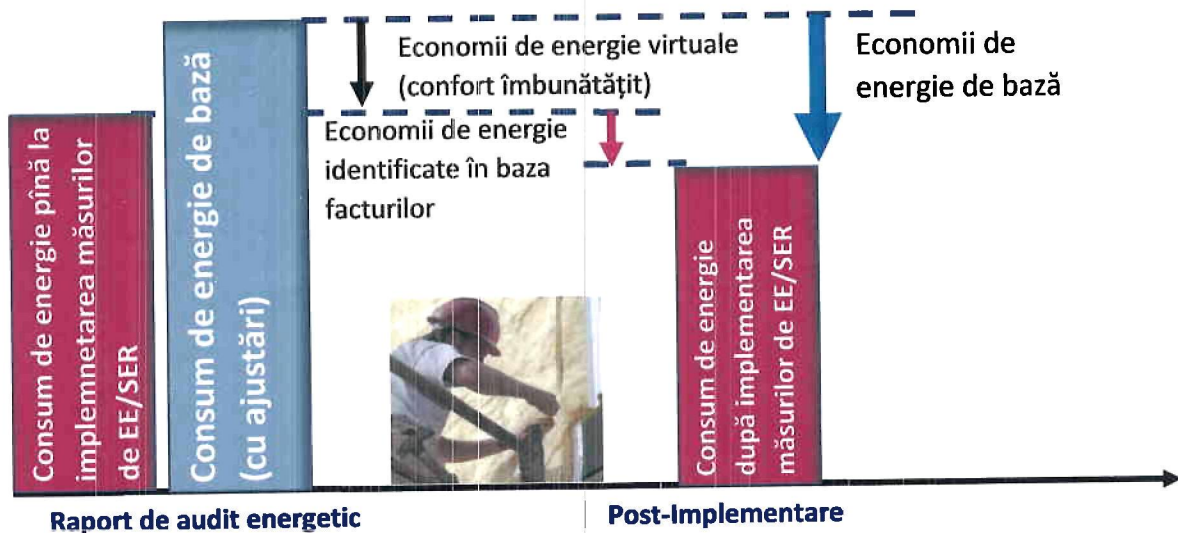 Consum de energie pînă la
implemnetarea măsurilor
de EE/SER
Consum de energie de bază
(cu ajustări)
Economii de energie virtuale
(confort îmbunătățit)
Economii de energie
identificate în baza
facturilor
Economii de
energie de bază
Consum de energie
după implementarea
măsurilor de EE/SER
Raport de audit energetic
Post-Implementare